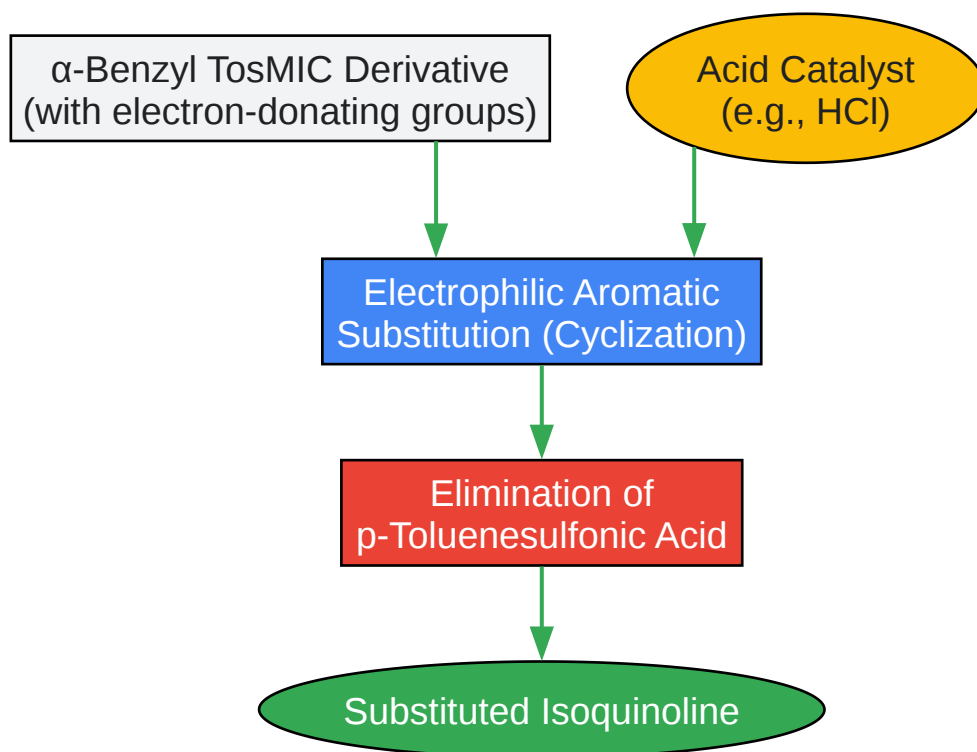 α-Benzyl TosMIC Derivative
(with electron-donating groups)
Acid Catalyst
(e.g., HCl)
Electrophilic Aromatic
Substitution (Cyclization)
Elimination of
p-Toluenesulfonic Acid
Substituted Isoquinoline